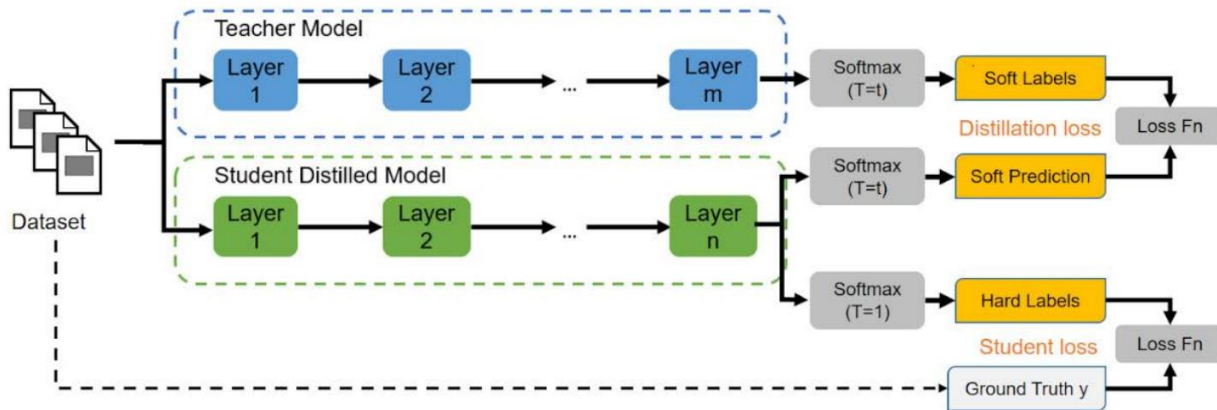 Teacher Model
Layer
1
Layer
2
...
Layer
m
Softmax
(T=t)
Soft Labels
Distillation loss
Loss Fn
Dataset
Student Distilled Model
Layer
1
Layer
2
...
Layer
n
Softmax
(T=t)
Soft Prediction
Softmax
(T=1)
Hard Labels
Student loss
Loss Fn
Ground Truth y